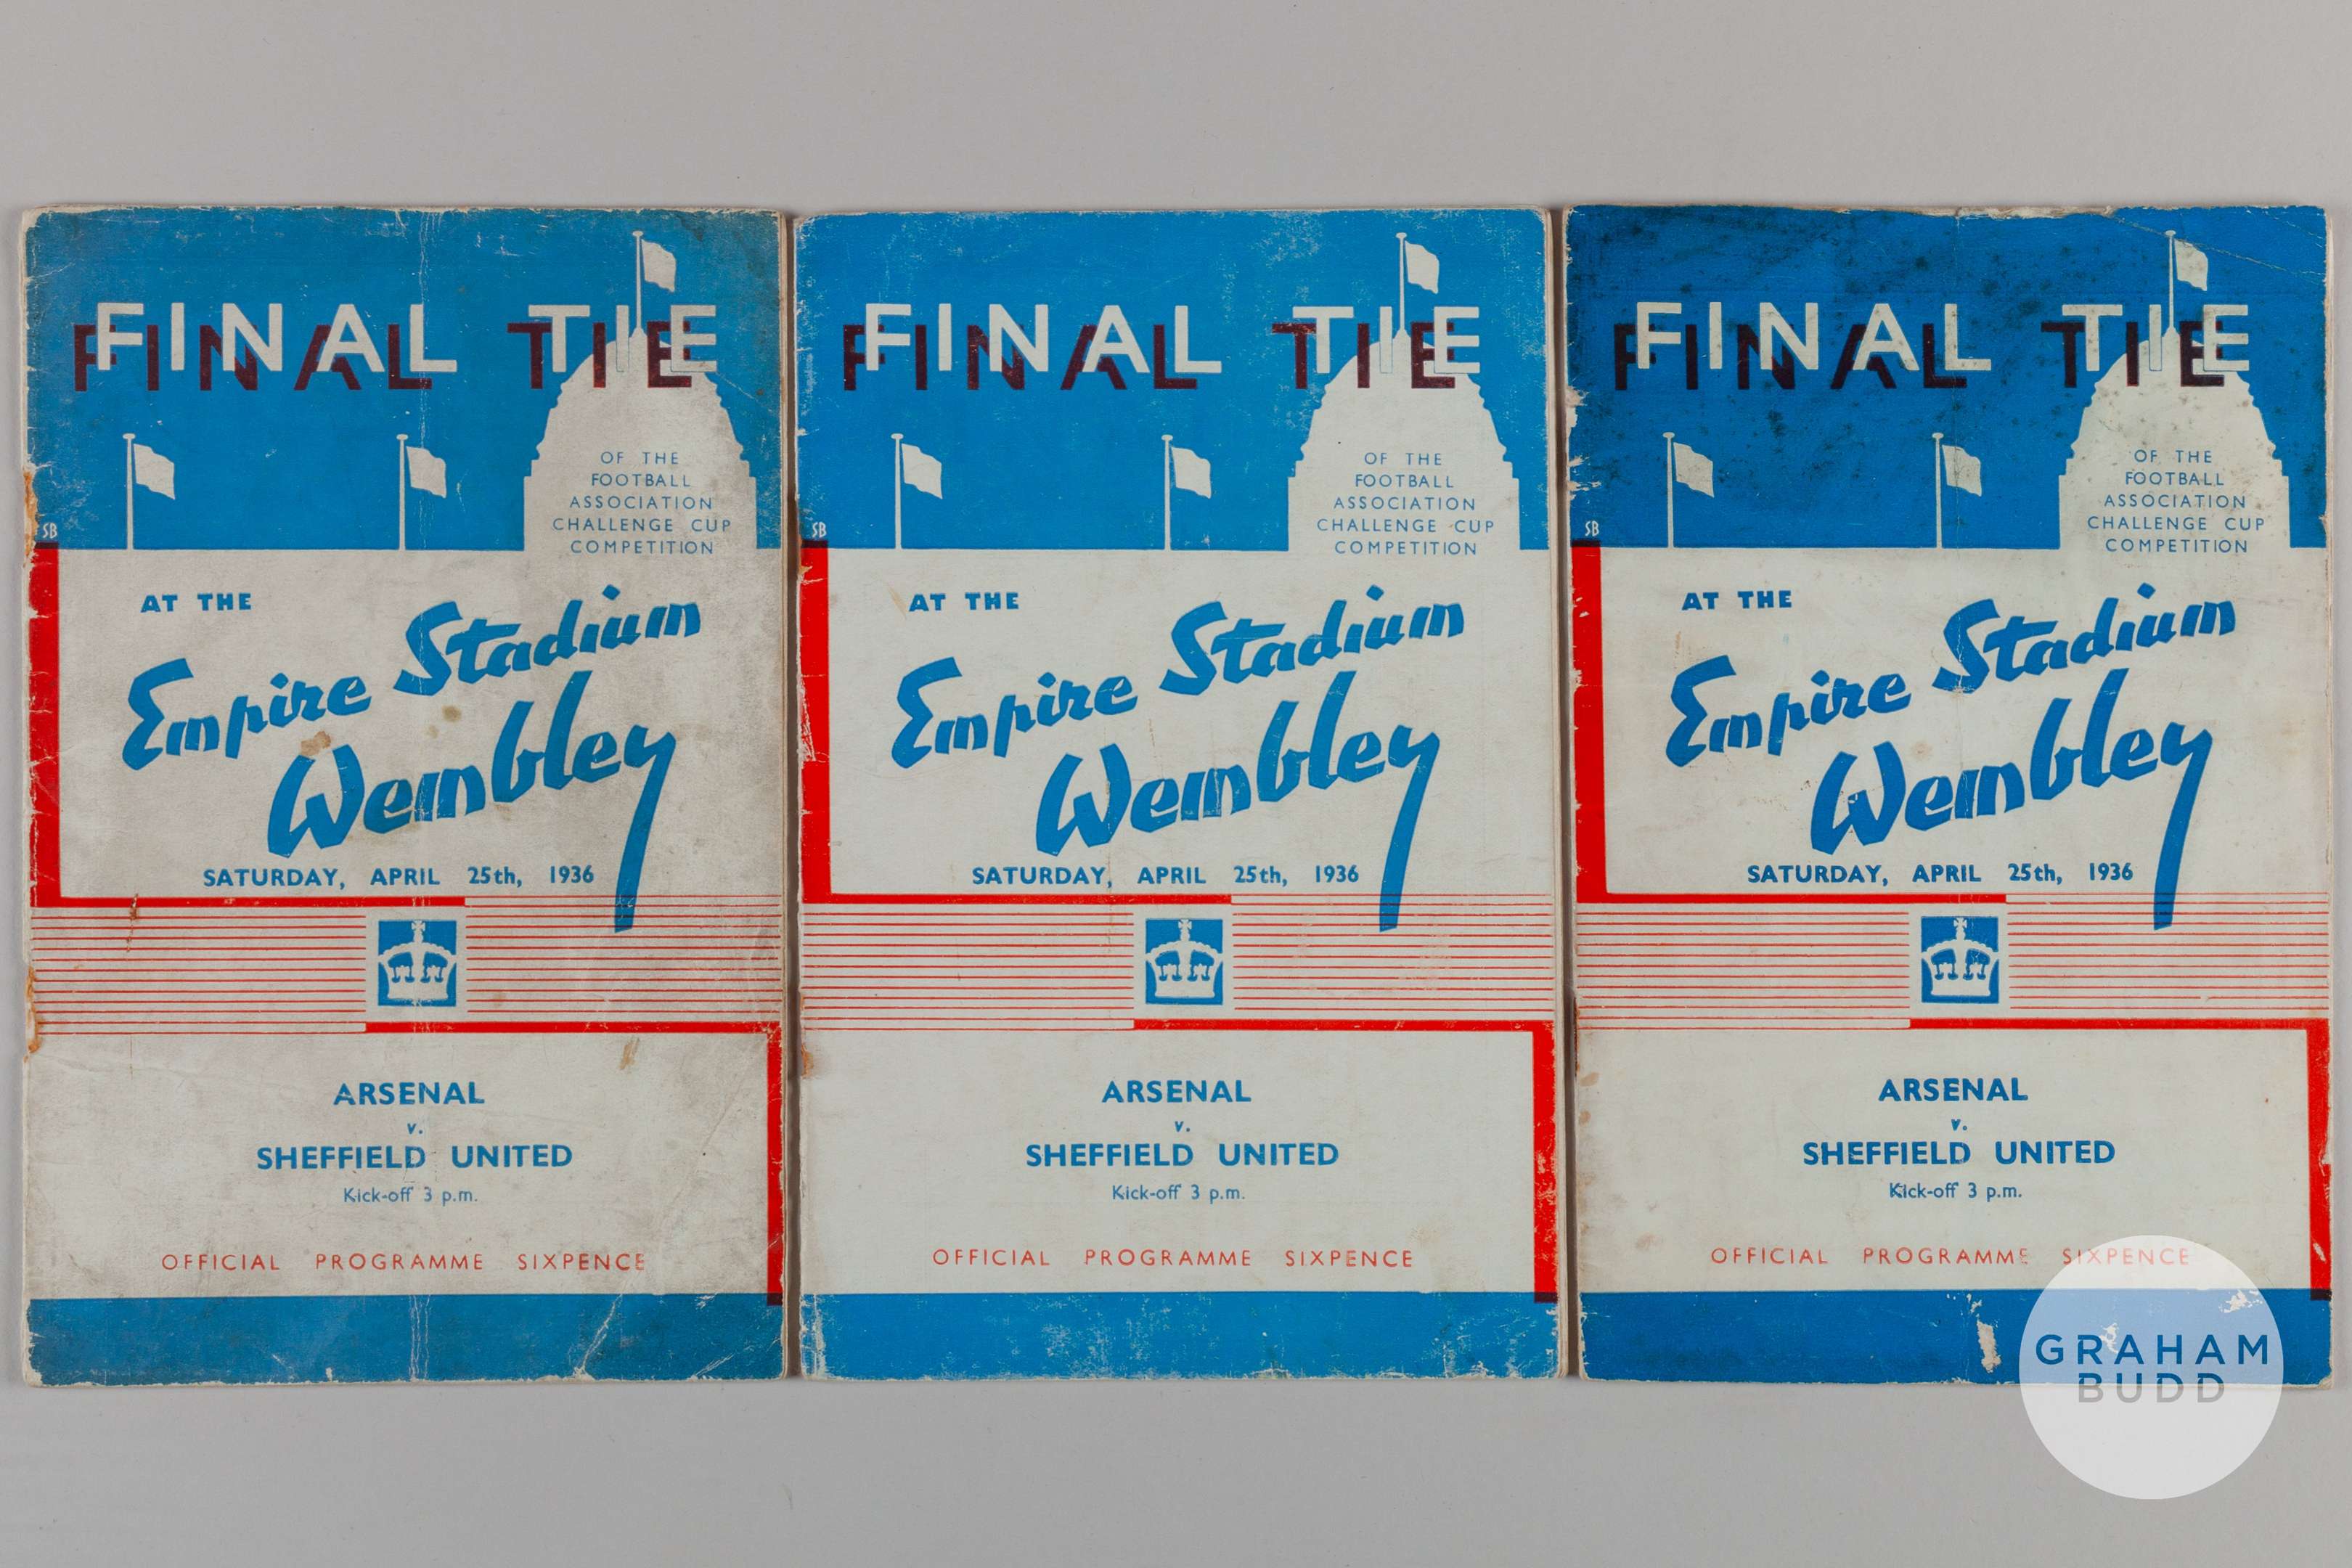 FINAL TIE
OF THE
FOOTBALL
ASSOCIATION
CHALLENGE CUP
COMPETITION
SB
AT THE
Empire Stadium
Wembley
SATURDAY, APRIL 25th, 1936
ARSENAL
v.
SHEFFIELD UNITED
Kick-off 3 p.m.
OFFICIAL PROGRAMME SIXPENCE
FINAL TIE
OF THE
FOOTBALL
ASSOCIATION
CHALLENGE CUP
COMPETITION
SB
AT THE
Empire Stadium
Wembley
SATURDAY, APRIL 25th, 1936
ARSENAL
v.
SHEFFIELD UNITED
Kick-off 3 p.m.
OFFICIAL PROGRAMME SIXPENCE
FINAL TIE
OF THE
FOOTBALL
ASSOCIATION
CHALLENGE CUP
COMPETITION
SB
AT THE
Empire Stadium
Wembley
SATURDAY, APRIL 25th, 1936
ARSENAL
v.
SHEFFIELD UNITED
Kick-off 3 p.m.
OFFICIAL PROGRAMME SIXPENCE
GRAHAM
BUDD